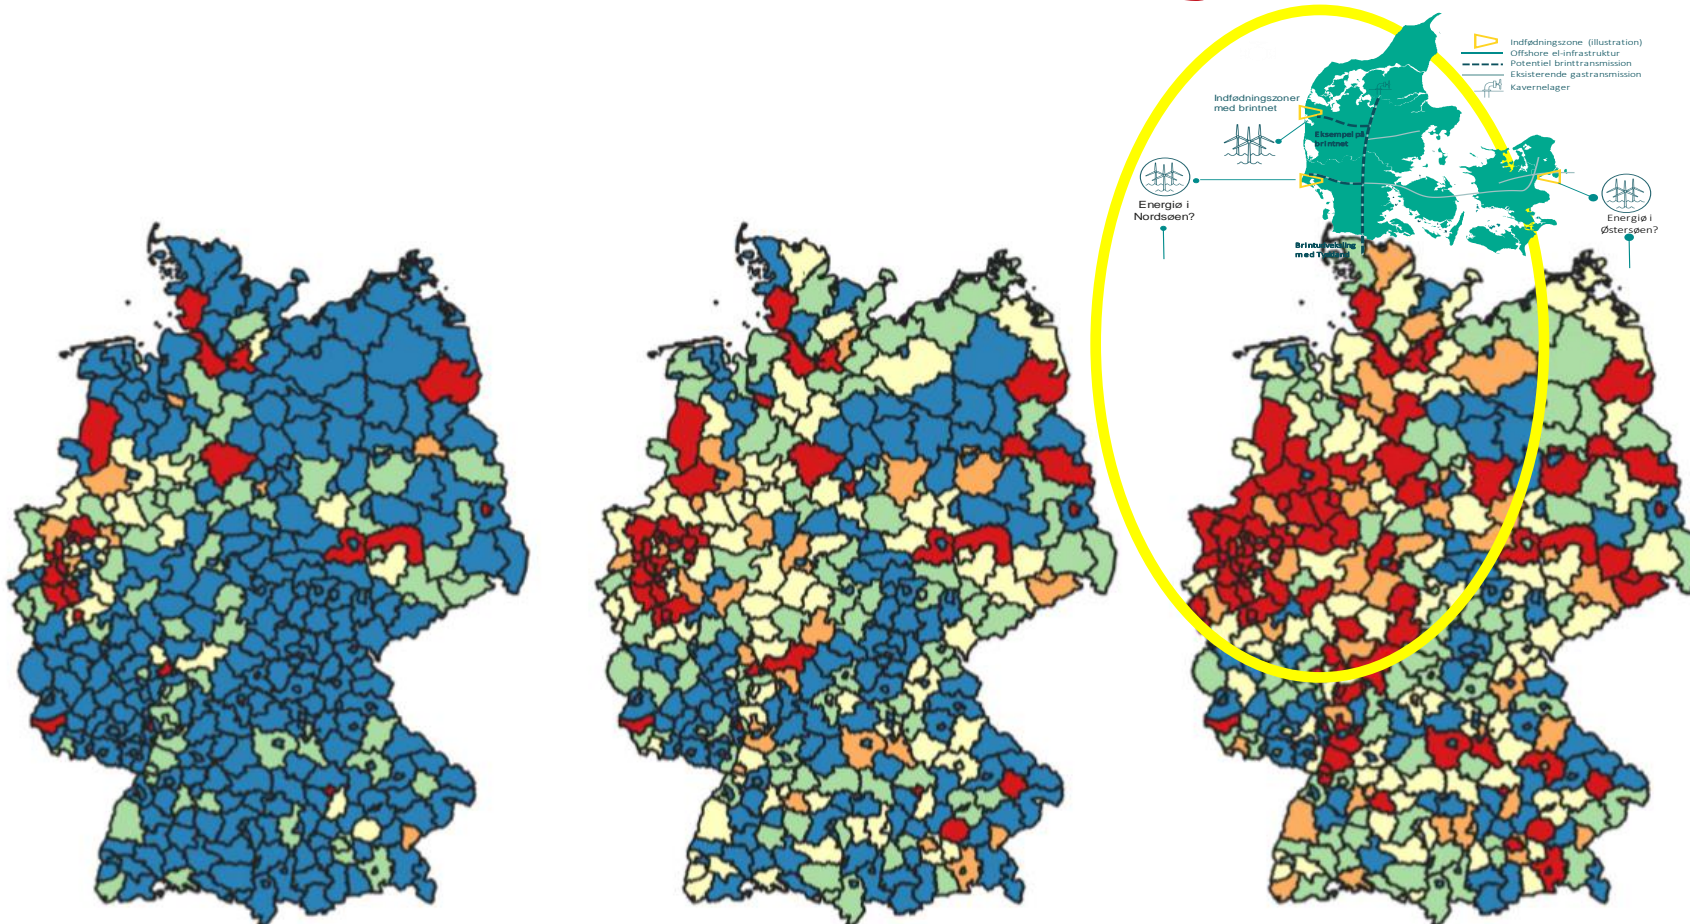 Indfødningszone (illustration)
Offshore el-infrastruktur
Potentiel brinttransmission
Eksisterende gastransmission
Kavernelager
Indfødningszoner
med brintnet
Eksempel på
brintnet
Energiø i
Nordsøen?
Energiø i
Østersøen?
Brintudveksling
med Tyskland